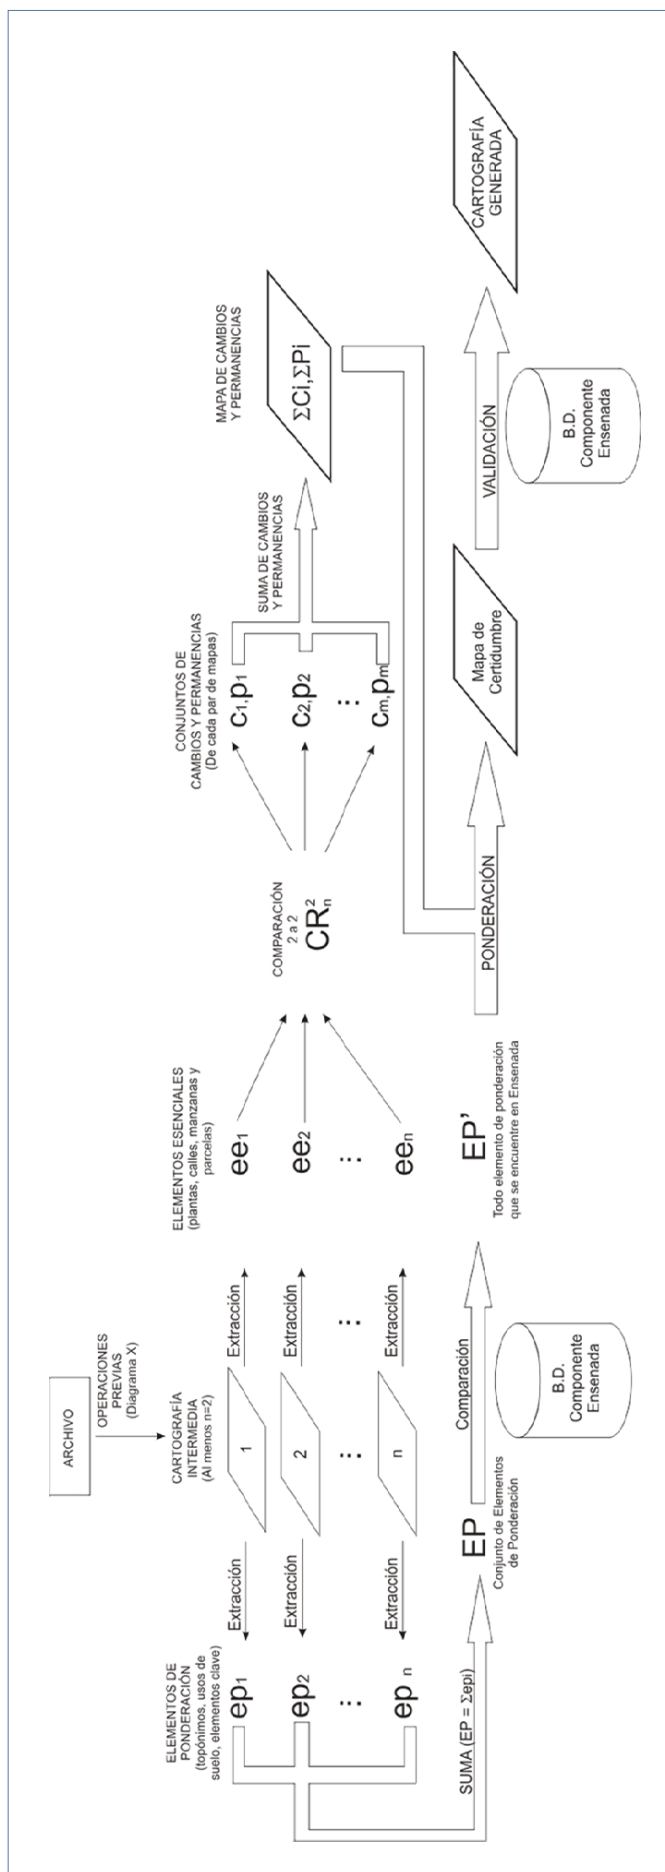 ARCHIVO
OPERACIONES
PREVIAS
(Diagrama X)
ELEMENTOS DE
PONDERACIÓN
(topónimos, usos de
suelo, elementos clave)
CARTOGRAFÍA
INTERMEDIA
(Al menos n=2)
ELEMENTOS ESENCIALES
(plantas, calles, manzanas y
parcelas)
CONJUNTOS DE
CAMBIOS Y PERMANENCIAS
(De cada par de mapas)
MAPA DE CAMBIOS
Y PERMANENCIAS
ep1
Extracción
1
Extracción
ee1
c1,p1
SUMA DE CAMBIOS
Y PERMANENCIAS
ep2
Extracción
2
Extracción
ee2
COMPARACIÓN
2 a 2
CR n 2
c2,p2
ΣCi,ΣPi
:
:
:
:
:
ep n
Extracción
n
Extracción
een
cm,pm
SUMA (EP = Σepi)
EP
Conjunto de Elementos
de Ponderación
Comparación
B.D.
Componente
Ensenada
EP'
Todo elemento de ponderación
que se encuentre en Ensenada
PONDERACIÓN
Mapa de
Certidumbre
VALIDACIÓN
B.D.
Componente
Ensenada
CARTOGRAFÍA
GENERADA